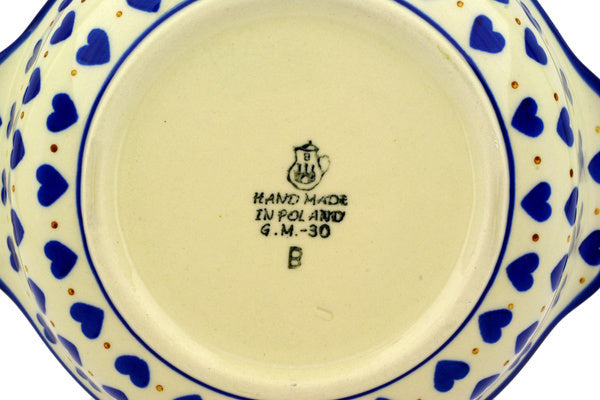 HAND MADE
IN POLAND
G.M.-30
B